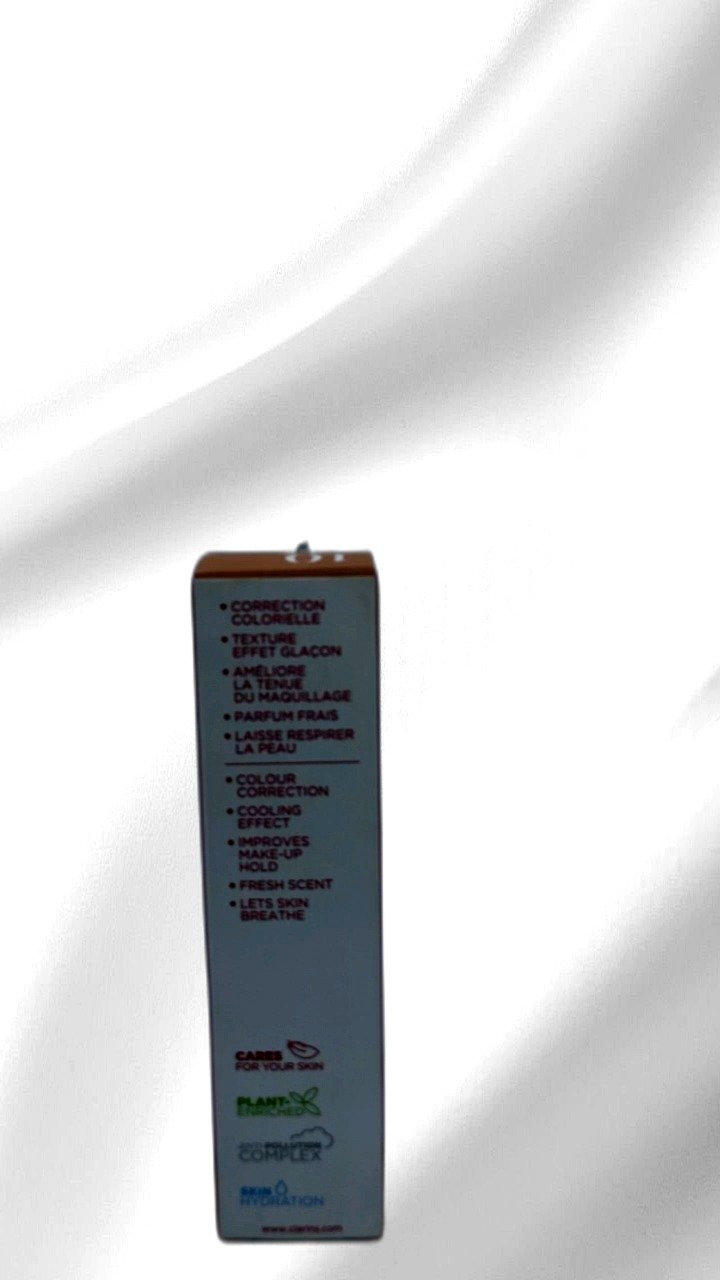 • CORRECTION
COLORIELLE
• TEXTURE
EFFET GLAÇON
• AMÉLIORE
LA TENUE
DU MAQUILLAGE
• PARFUM FRAIS
• LAISSE RESPIRER
LA PEAU
• COLOUR
CORRECTION
• COOLING
EFFECT
• IMPROVES
MAKE-UP
HOLD
• FRESH SCENT
• LETS SKIN
BREATHE
CARES
FOR YOUR SKIN
PLANT-
ENRICHED
ANTI-POLLUTION
COMPLEX
SKIN
HYDRATION
www.clarins.com